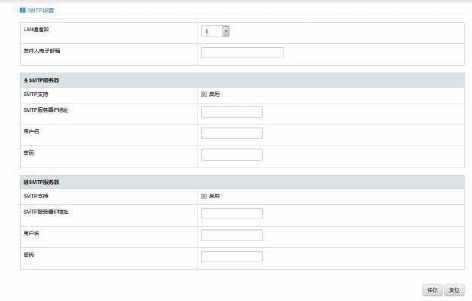 SMTP设置
LAN通道数
1
发件人电子邮箱
主SMTP服务器
SMTP支持
启用
SMTP服务器IP地址
用户名
密码
SMTP服务器
SMTP支持
启用
SMTP服务器IP地址
用户名
密码
保存 复位